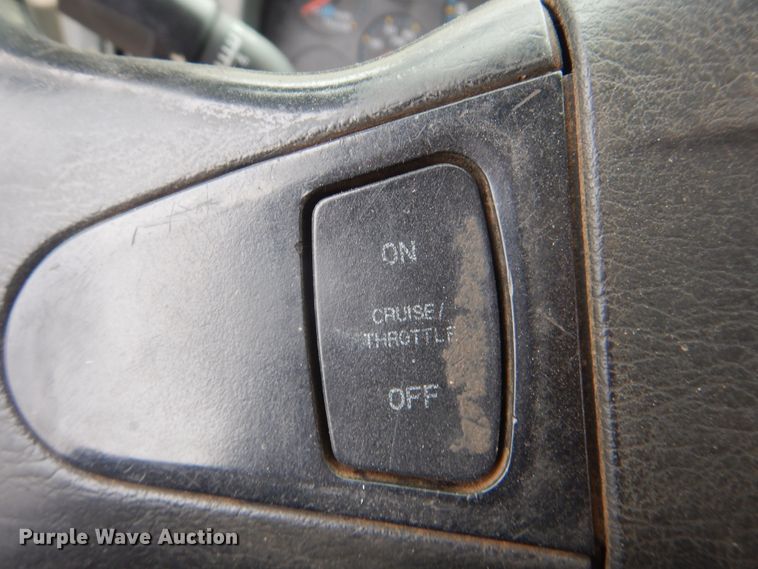 ON
CRUISE/
THROTTLE
OFF
Purple Wave Auction